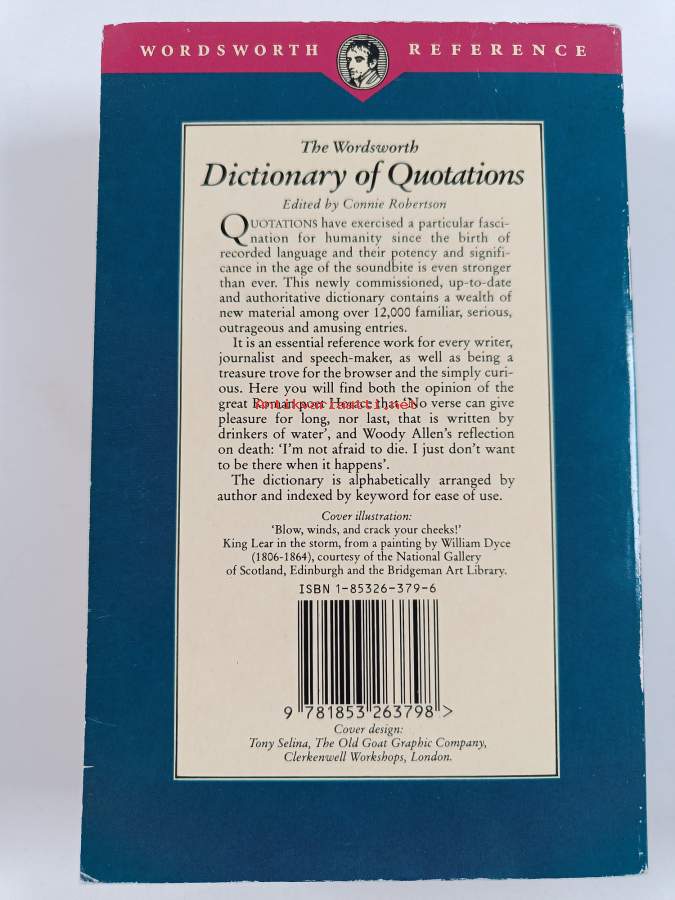 WORDSWORTH REFERENCE
The Wordsworth
Dictionary of Quotations
Edited by Connie Robertson
QUOTATIONS have exercised a particular fasci-
nation for humanity since the birth of
recorded language and their potency and signifi-
cance in the age of the soundbite is even stronger
than ever. This newly commissioned, up-to-date
and authoritative dictionary contains a wealth of
new material among over 12,000 familiar, serious,
outrageous and amusing entries.
It is an essential reference work for every writer,
journalist and speech-maker, as well as being a
treasure trove for the browser and the simply curi-
ous. Here you will find both the opinion of the
great Roman poet Horace that 'No verse can give
Antikvariaatti.net
pleasure for long, nor last, that is written by
drinkers of water', and Woody Allen's reflection
on death: 'I'm not afraid to die. I just don't want
to be there when it happens'.
The dictionary is alphabetically arranged by
author and indexed by keyword for ease of use.
Cover illustration:
'Blow, winds, and crack your cheeks!'
King Lear in the storm, from a painting by William Dyce
(1806-1864), courtesy of the National Gallery
of Scotland, Edinburgh and the Bridgeman Art Library.
ISBN 1-85326-379-6
9 781853 263798 >
Cover design:
Tony Selina, The Old Goat Graphic Company,
Clerkenwell Workshops, London.